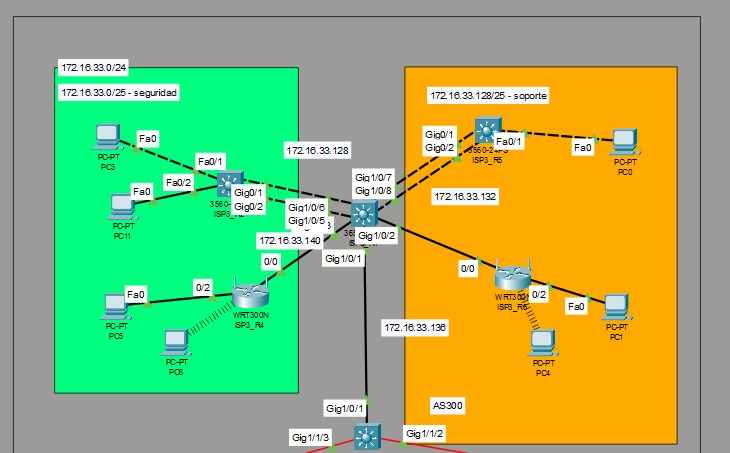 172.16.33.0/24
172.16.33.0/25 - seguridad
172.16.33.128/25 - soporte
Fa0
PC-PT
PC3
Fa0/1
172.16.33.128
Gig0/1
Gig0/2
Fa0/1
ISP3_R5
Fa0
PC-PT
PC0
Fa0
Fa0/2
PC-PT
PC11
Gig0/1
Gig0/2
Gig1/0/7
Gig1/0/8
172.16.33.132
Gig1/0/6
Gig1/0/5
Gig1/0/2
172.16.33.140
Gig1/0/1
0/0
0/0
Fa0
0/2
PC-PT
PC5
WRT300N
ISP3_R4
0/2
Fa0
PC-PT
PC1
PC-PT
PC6
PC-PT
PC4
172.16.33.136
AS300
Gig1/0/1
Gig1/1/3
Gig1/1/2